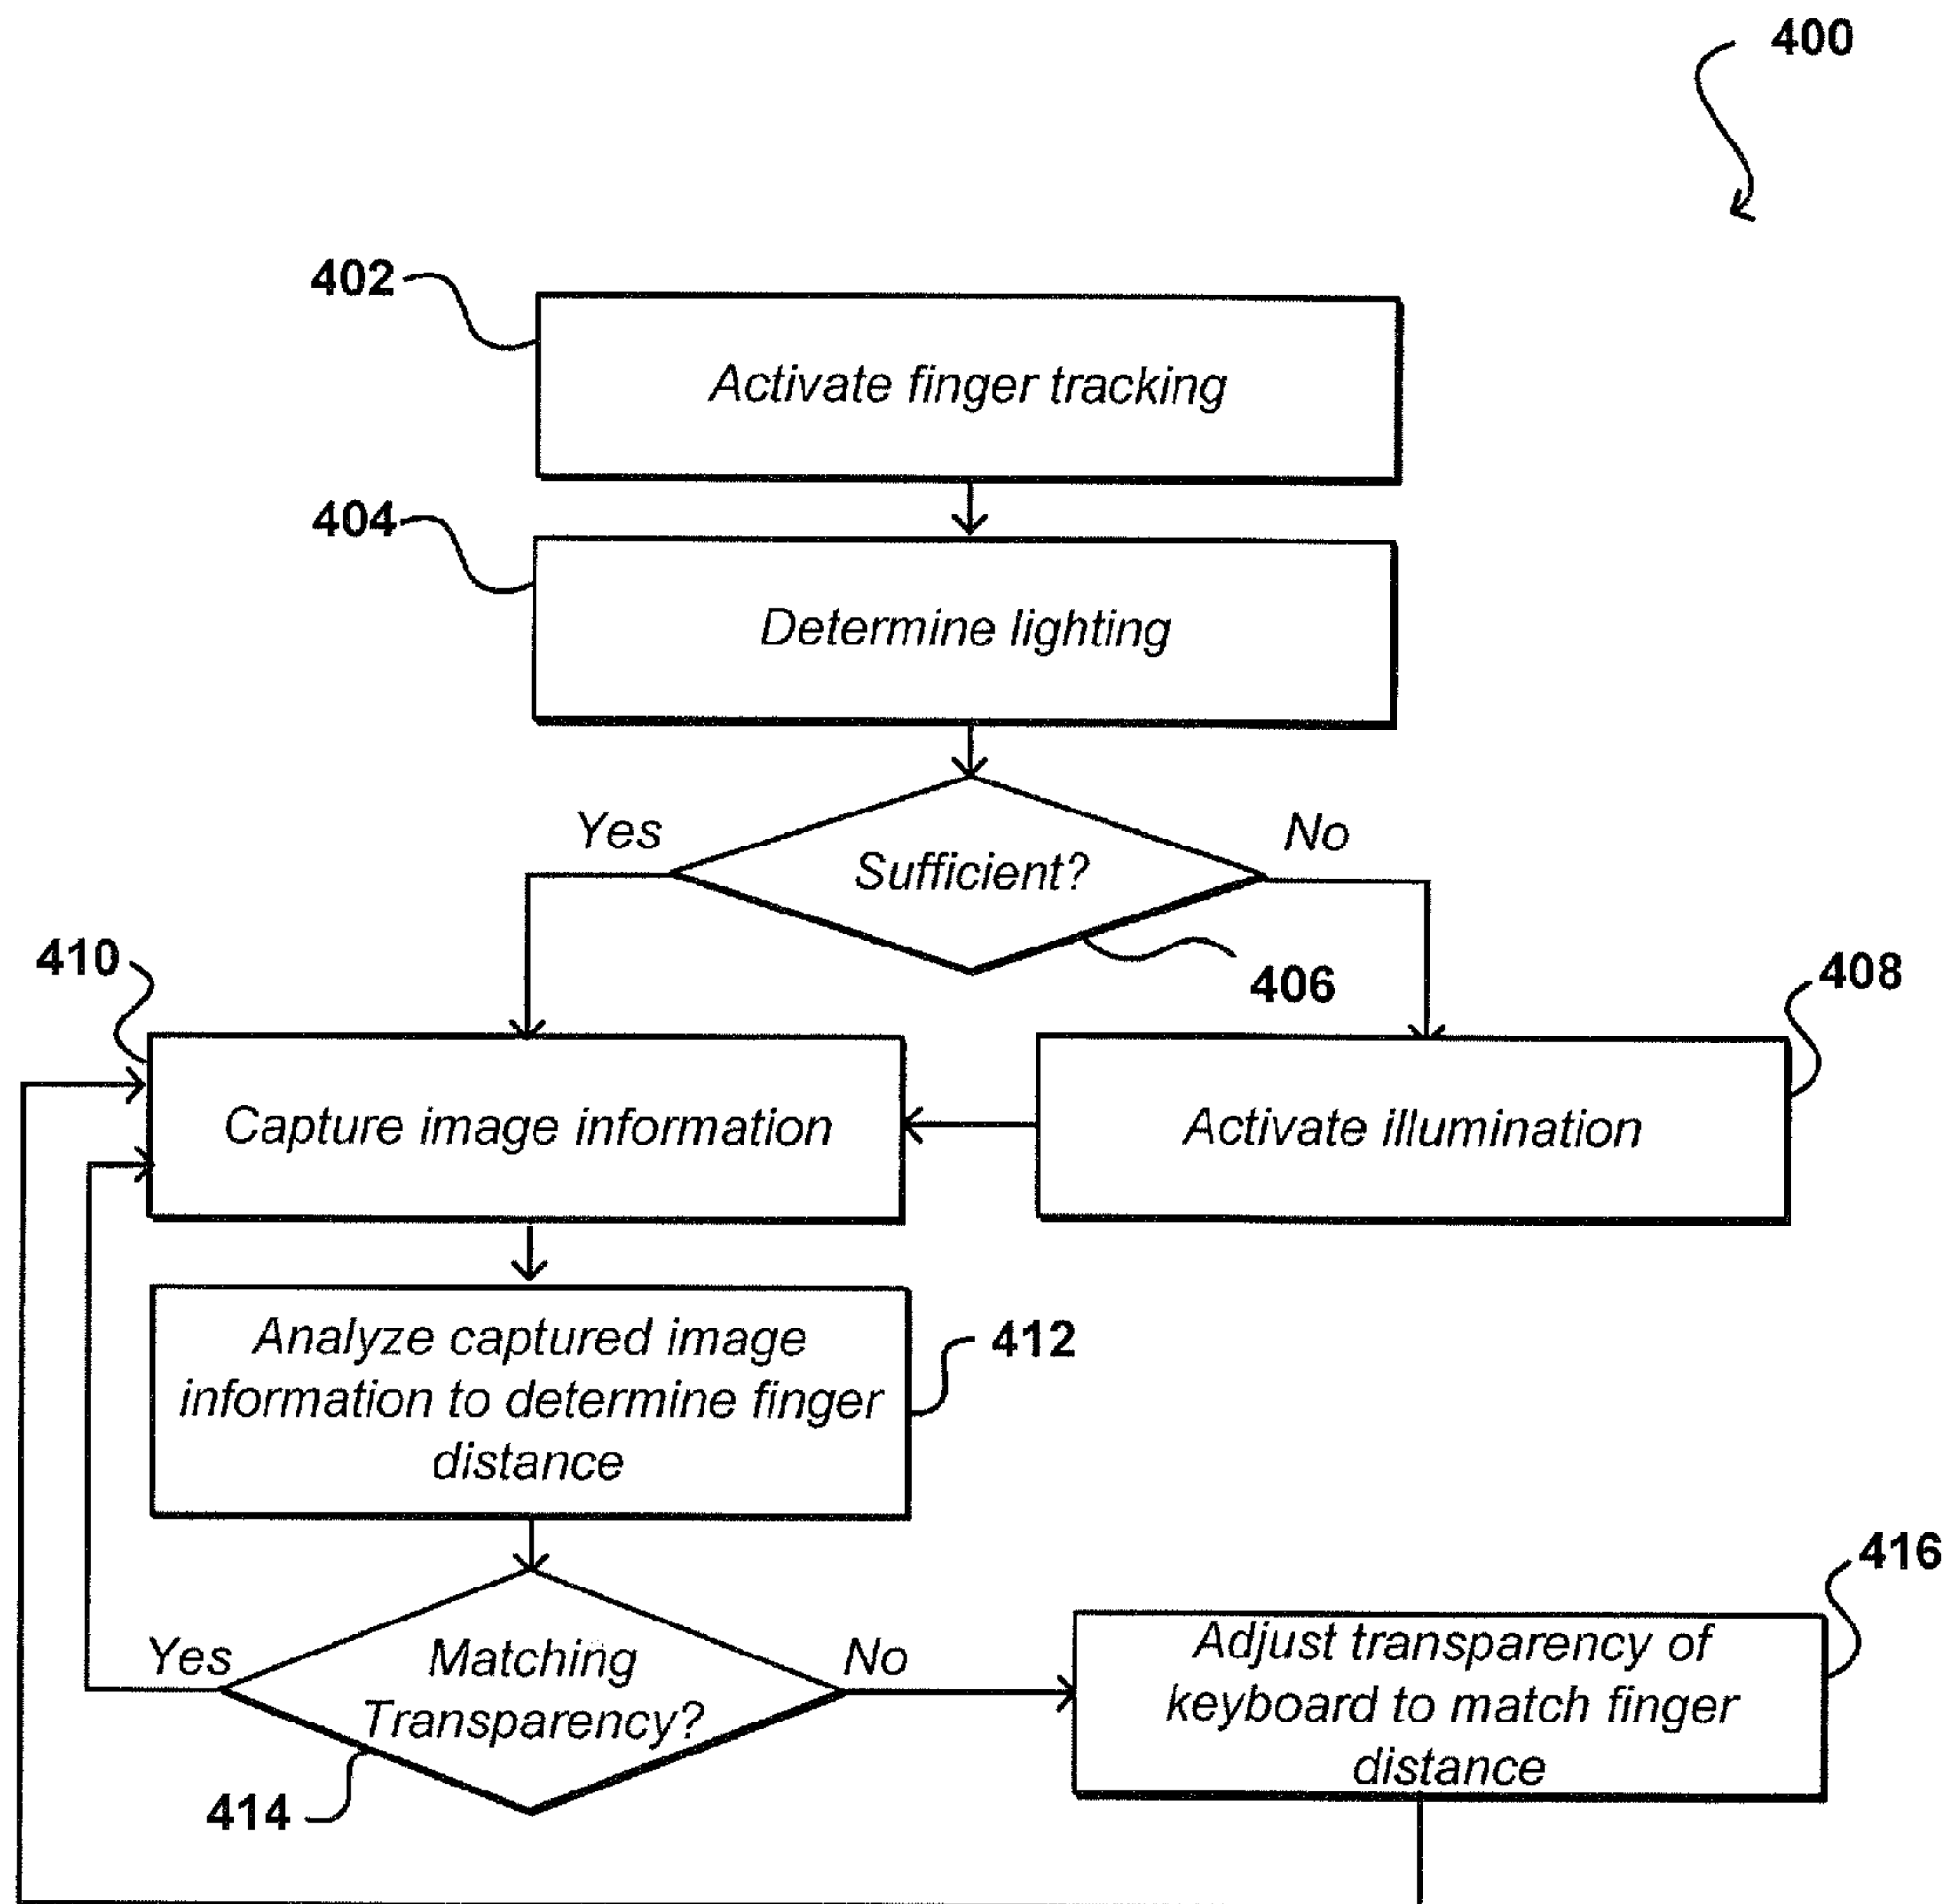 400
402
Activate finger tracking
404
Determine lighting
Yes
No
Sufficient?
406
410
408
Capture image information
Activate illumination
Analyze captured image
information to determine finger
distance
412
416
Yes
Matching
Transparency?
No
Adjust transparency of
keyboard to match finger
distance
414